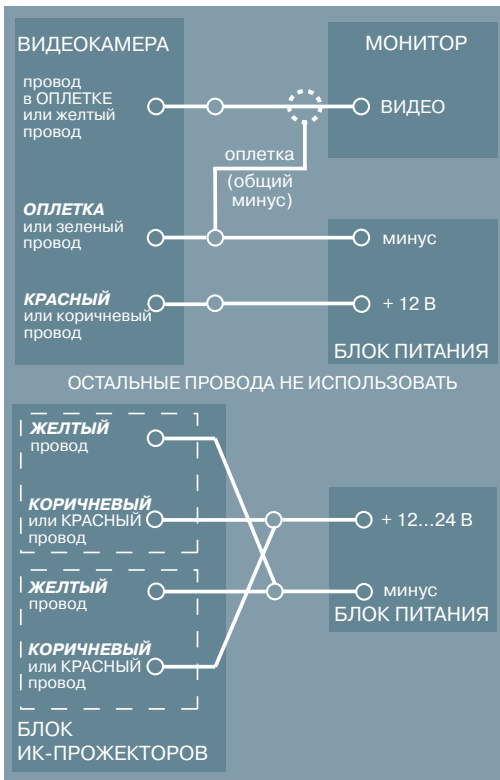 ВИДЕОКАМЕРА
МОНИТОР
провод
в ОПЛЕТКЕ
или желтый
провод
ВИДЕО
оплетка
(общий
минус)
ОПЛЕТКА
или зеленый
провод
минус
КРАСНЫЙ
или коричневый
провод
+ 12 В
БЛОК ПИТАНИЯ
ОСТАЛЬНЫЕ ПРОВОДА НЕ ИСПОЛЬЗОВАТЬ
ЖЕЛТЫЙ
провод
КОРИЧНЕВЫЙ
или КРАСНЫЙ
провод
+ 12...24 В
ЖЕЛТЫЙ
провод
минус
БЛОК ПИТАНИЯ
КОРИЧНЕВЫЙ
или КРАСНЫЙ
провод
БЛОК
ИК-ПРОЖЕКТОРОВ